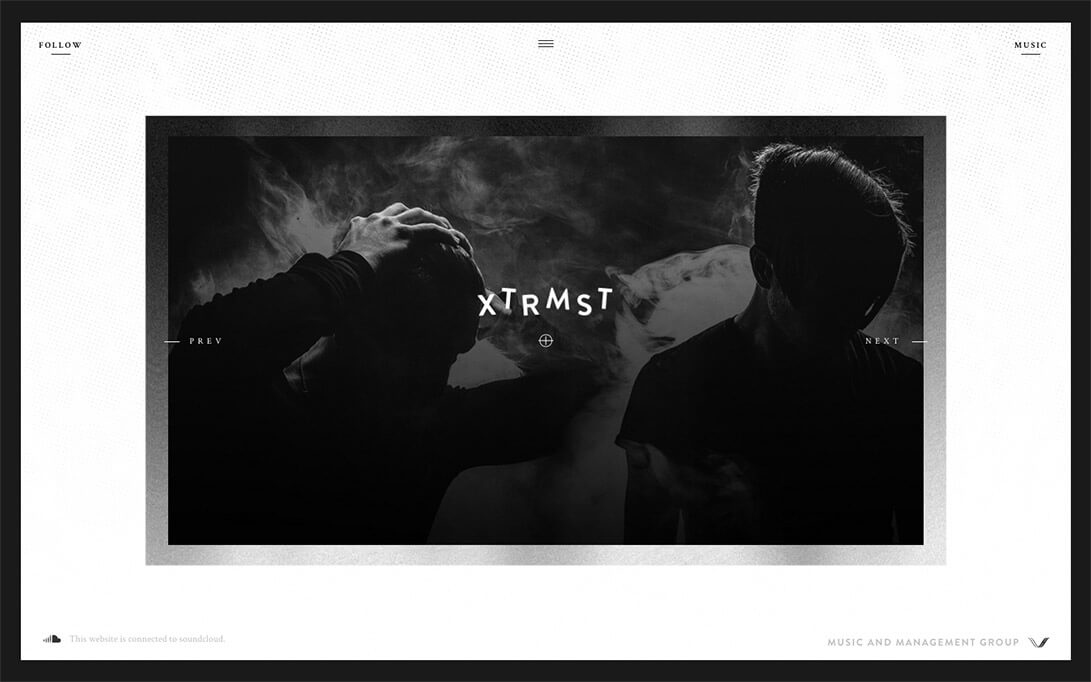 FOLLOW
MUSIC
XTRMST
PREV
NEXT
This website is connected to soundcloud.
MUSIC AND MANAGEMENT GROUP